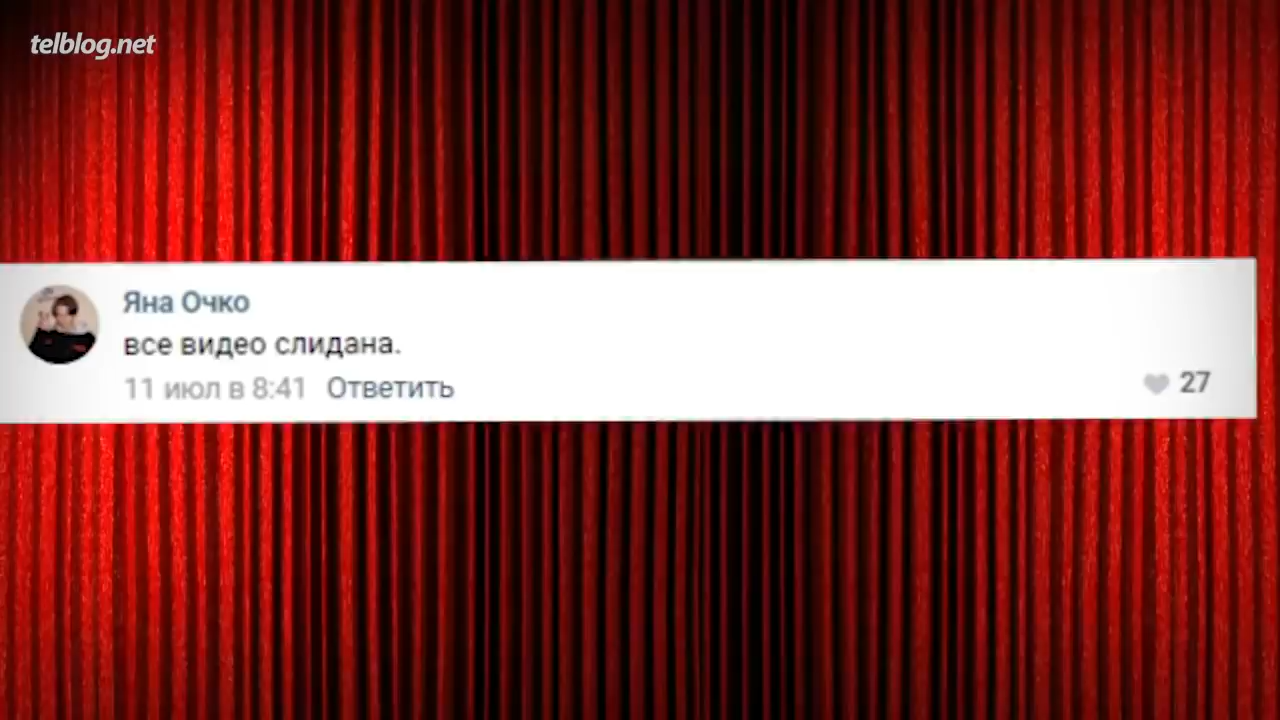 telblog.net
Яна Очко
все видео слидана.
11 июл в 8:41 Ответить
27